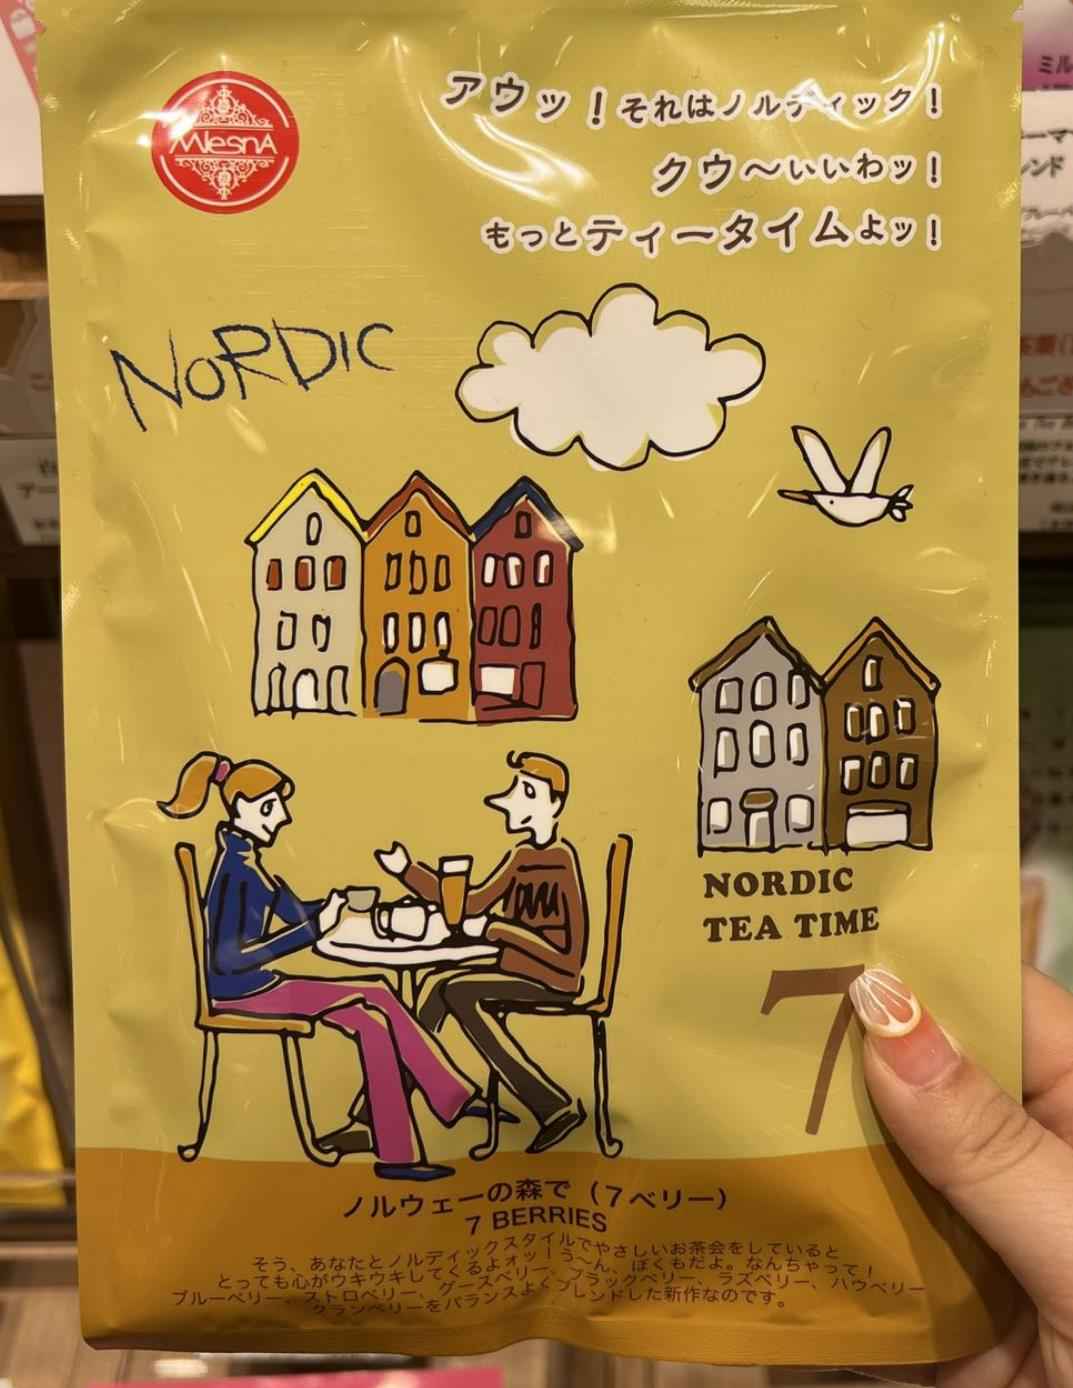 MlesnA
アウッ！それはノルディック！
クウ～いいわッ！
もっとティータイムよッ！
NORDIC
NORDIC
TEA TIME
7
ノルウェーの森で（7ベリー）
7 BERRIES
そう、あなたとノルディックスタイルでやさしいお茶会をしていると
とっても心がウキウキしてくるよォッ！う～ん、ぼくもだよ。なんちゃって！
ブルーベリー、ストロベリー、グースベリー、ブラックベリー、ラズベリー、ハウベリー
クランベリーをバランスよくブレンドした新作なのです。
ミル
ーマ
レンド